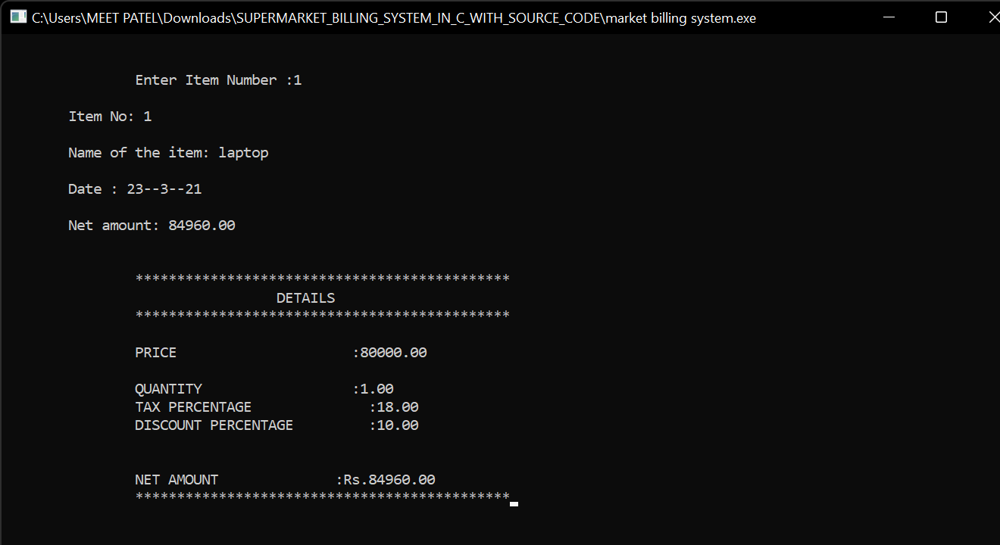 C:\Users\MEET PATEL\Downloads\SUPERMARKET_BILLING_SYSTEM_IN_C_WITH_SOURCE_CODE\market billing system.exe
Enter Item Number :1
Item No: 1
Name of the item: laptop
Date : 23--3--21
Net amount: 84960.00
*********************************************
DETAILS
*********************************************
PRICE :80000.00
QUANTITY :1.00
TAX PERCENTAGE :18.00
DISCOUNT PERCENTAGE :10.00
NET AMOUNT :Rs.84960.00
*********************************************